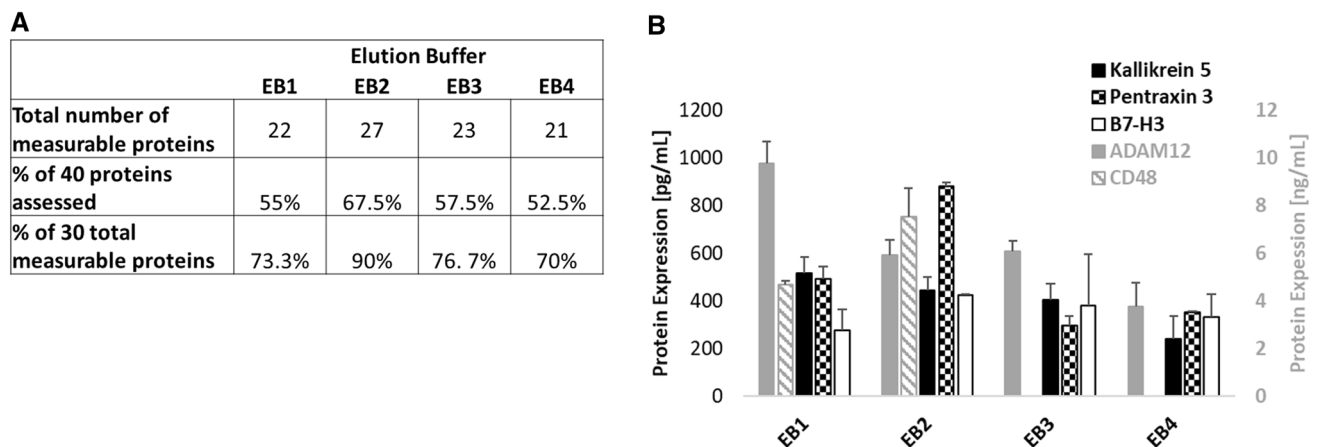 A
Elution Buffer
EB1 EB2 EB3 EB4
Total number of
measurable proteins
22 27 23 21
% of 40 proteins
assessed
55% 67.5% 57.5% 52.5%
% of 30 total
measurable proteins
73.3% 90% 76. 7% 70%
B
Kallikrein 5
Pentraxin 3
B7-H3
ADAM12
CD48
Protein Expression [pg/mL]
1200
1000
800
600
400
200
0
12
10
8
6
4
2
0
Protein Expession [ng/mL]
EB1
EB2
EB3
EB4